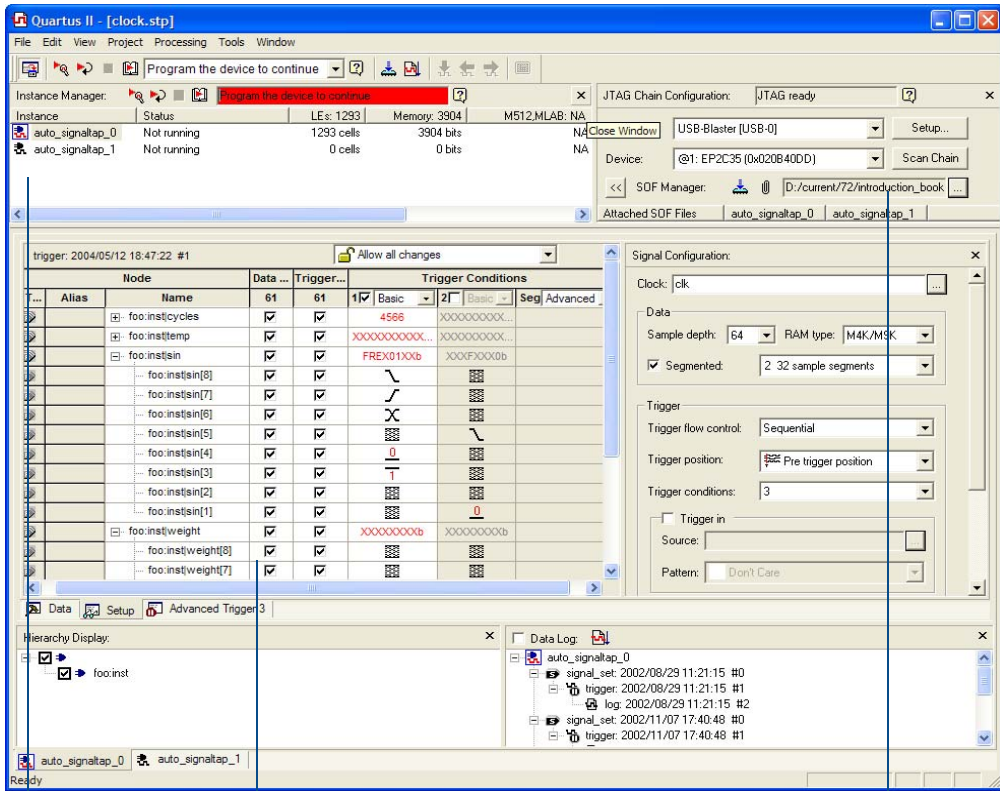 Quartus II - [clock.stp]
File Edit View Project Processing Tools Window
Program the device to continue
Instance Manager: Program the device to continue
Instance Status LEs: 1293 Memory: 3904 M512,MLAB: NA
auto_signaltap_0 Not running 1293 cells 3904 bits NA
auto_signaltap_1 Not running 0 cells 0 bits NA
JTAG Chain Configuration: JTAG ready
Close Window
USB-Blaster [USB-0] Setup...
Device: @1: EP2C35 (0x020B40DD) Scan Chain
<< SOF Manager: D:/current/72/introduction_book ...
Attached SOF Files auto_signaltap_0 auto_signaltap_1
trigger: 2004/05/12 18:47:22 #1 Allow all changes
Node Data ... Trigger... Trigger Conditions
T... Alias Name 61 61 1 Basic 2 Basic Seg Advanced
foo:inst|cycles 4566 XXXXXXXXX...
foo:inst|temp XXXXXXXXXX... XXXXXXXXX...
foo:inst|sin FREX01XXb XXXFXXX0b
foo:inst|sin[8]
foo:inst|sin[7]
foo:inst|sin[6]
foo:inst|sin[5]
foo:inst|sin[4] 0
foo:inst|sin[3] 1
foo:inst|sin[2]
foo:inst|sin[1] 0
foo:inst|weight XXXXXXXXb XXXXXXXXb
foo:inst|weight[8]
foo:inst|weight[7]
Data Setup Advanced Trigger 3
Signal Configuration:
Clock: clk ...
Data
Sample depth: 64 RAM type: M4K/M9K
Segmented: 2 32 sample segments
Trigger
Trigger flow control: Sequential
Trigger position: Pre trigger position
Trigger conditions: 3
Trigger in
Source: ...
Pattern: Don't Care
Hierarchy Display:
foo:inst
Data Log:
auto_signaltap_0
signal_set: 2002/08/29 11:21:15 #0
trigger: 2002/08/29 11:21:15 #1
log: 2002/08/29 11:21:15 #2
signal_set: 2002/11/07 17:40:48 #0
trigger: 2002/11/07 17:40:48 #1
auto_signaltap_0 auto_signaltap_1
Ready